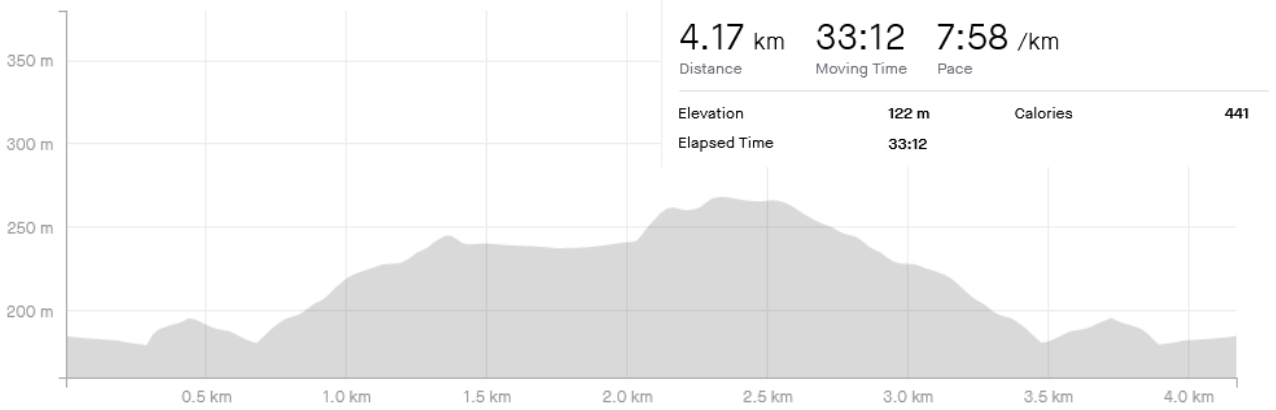 4.17 km 33:12 7:58 /km
Distance Moving Time Pace
Elevation 122 m Calories 441
Elapsed Time 33:12
350 m
300 m
250 m
200 m
0.5 km 1.0 km 1.5 km 2.0 km 2.5 km 3.0 km 3.5 km 4.0 km